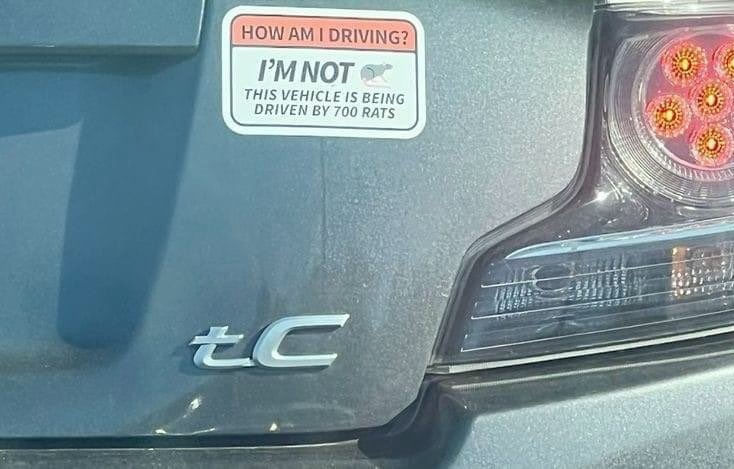 HOW AM I DRIVING?
I'M NOT
THIS VEHICLE IS BEING
DRIVEN BY 700 RATS
tC